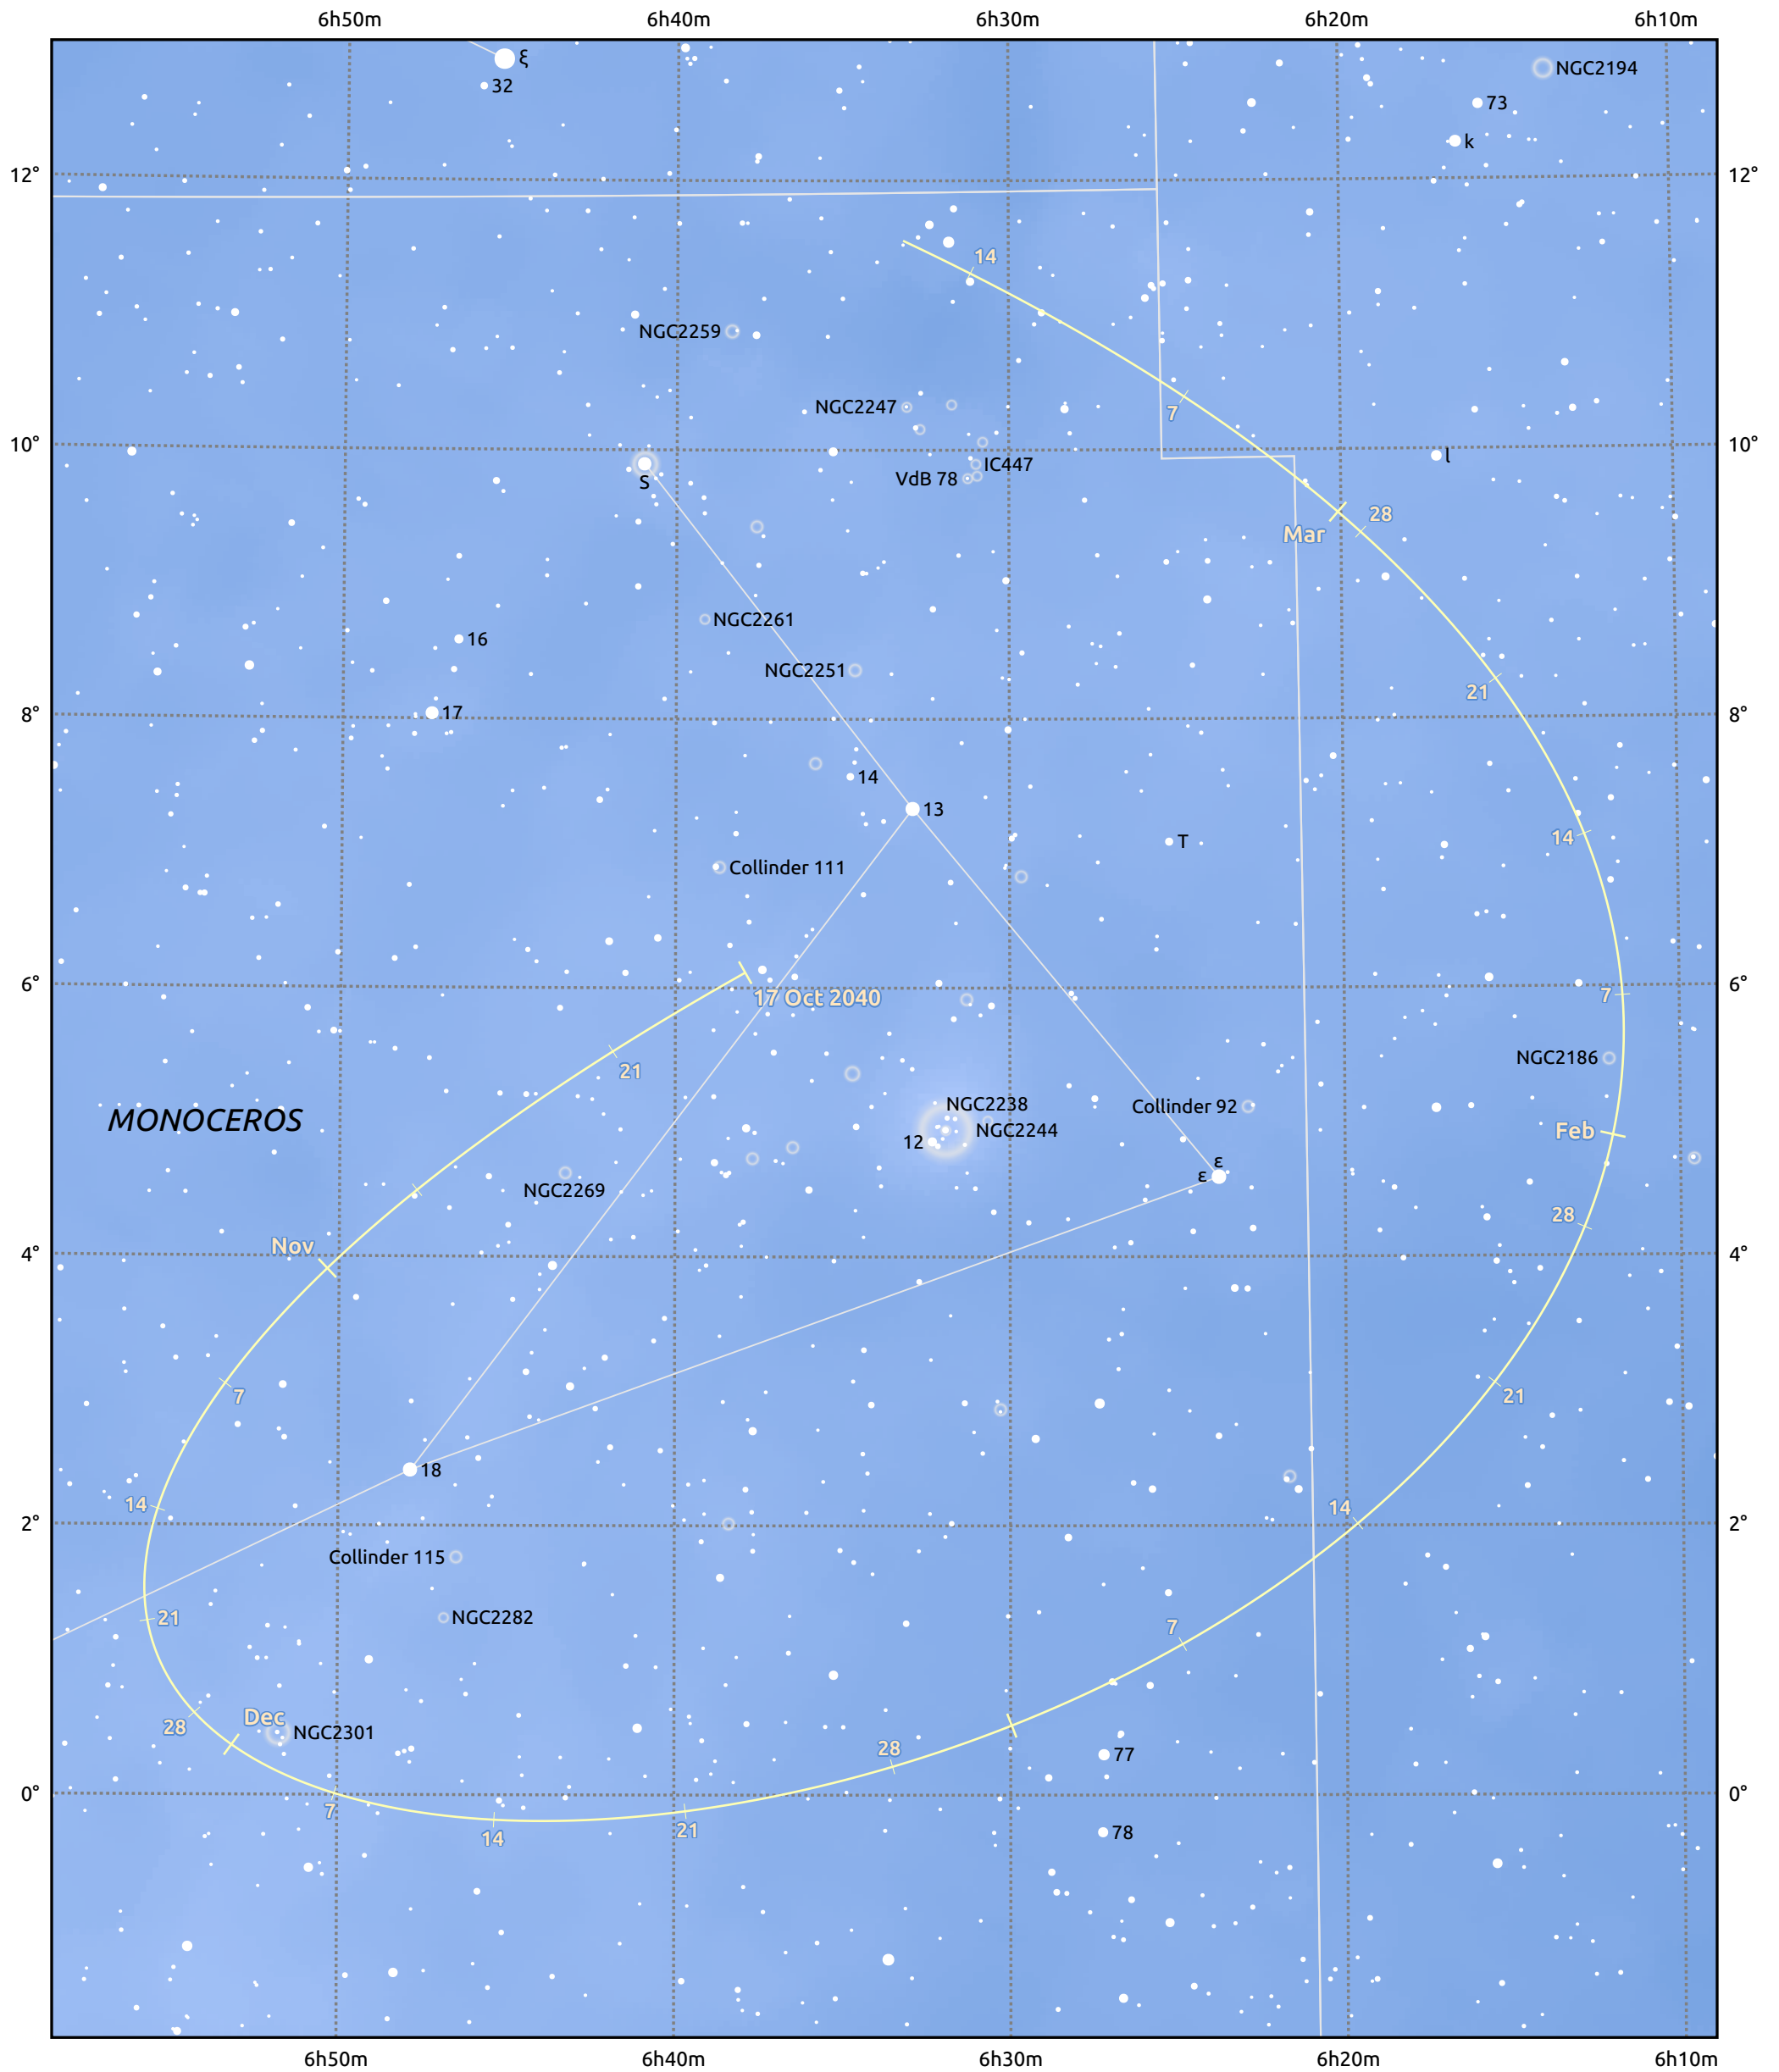 6h50m 6h40m 6h30m 6h20m 6h10m
ξ
NGC2194
32
73
k
12° 12°
14
NGC2259
NGC2247
7
10° 10°
l
IC447
S
VdB 78
28
Mar
NGC2261
16
NGC2251
21
17
8° 8°
14
13
14
T
Collinder 111
6° 6°
17 Oct 2040
7
NGC2186
21
NGC2238
Collinder 92
MONOCEROS
NGC2244
Feb
12
ε
ε
NGC2269
28
Nov
4° 4°
7
21
18
14
14
2° 2°
Collinder 115
21
NGC2282
7
Dec
28
NGC2301
28
77
0° 0°
7
14
21
78
6h50m 6h40m 6h30m 6h20m 6h10m